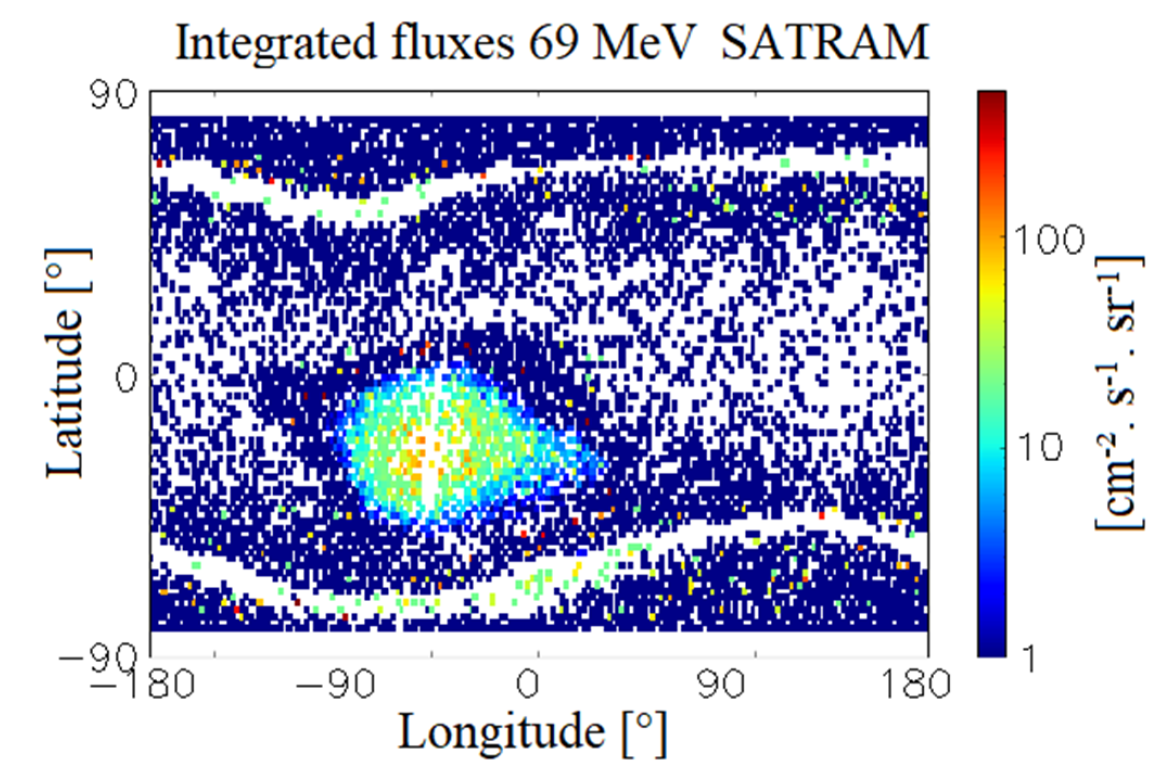 Integrated fluxes 69 MeV SATRAM
90
0
−90
−180
−90
0
90
180
Latitude [°]
Longitude [°]
100
10
1
[cm-2. s-1. sr-1]